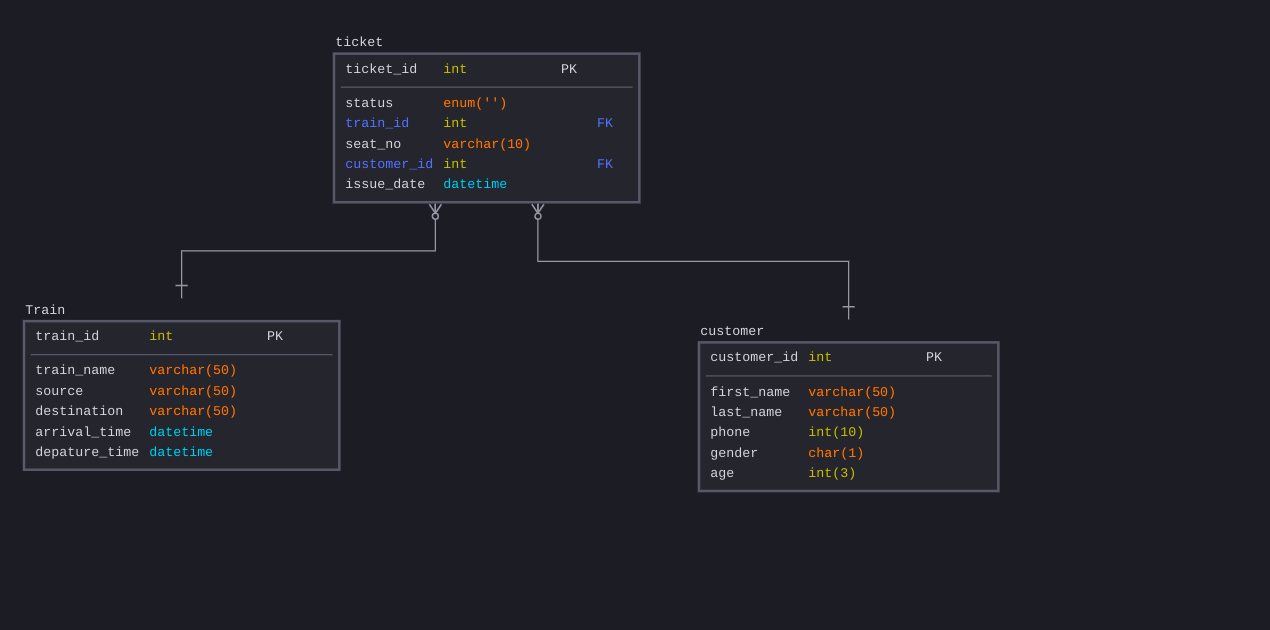 ticket
ticket_id int PK
status enum('')
train_id int FK
seat_no varchar(10)
customer_id int FK
issue_date datetime
Train
train_id int PK
train_name varchar(50)
source varchar(50)
destination varchar(50)
arrival_time datetime
depature_time datetime
customer
customer_id int PK
first_name varchar(50)
last_name varchar(50)
phone int(10)
gender char(1)
age int(3)